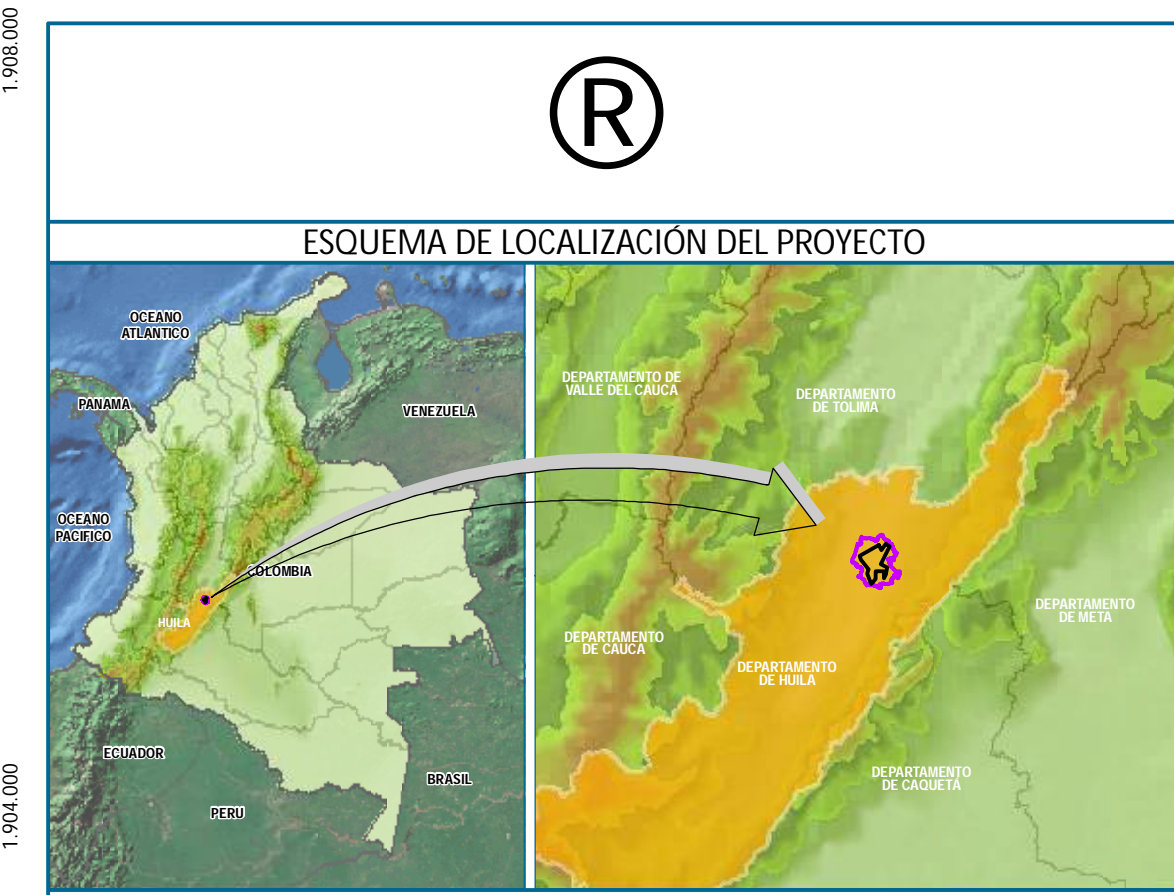 1.908.000
®
ESQUEMA DE LOCALIZACIÓN DEL PROYECTO
OCEANO
ATLANTICO
PANAMA
VENEZUELA
OCEANO
PACIFICO
COLOMBIA
HUILA
ECUADOR
BRASIL
PERU
DEPARTAMENTO DE
VALLE DEL CAUCA
DEPARTAMENTO
DE TOLIMA
DEPARTAMENTO
DE META
DEPARTAMENTO
DE CAUCA
DEPARTAMENTO
DE HUILA
DEPARTAMENTO
DE CAQUETÁ
1.904.000